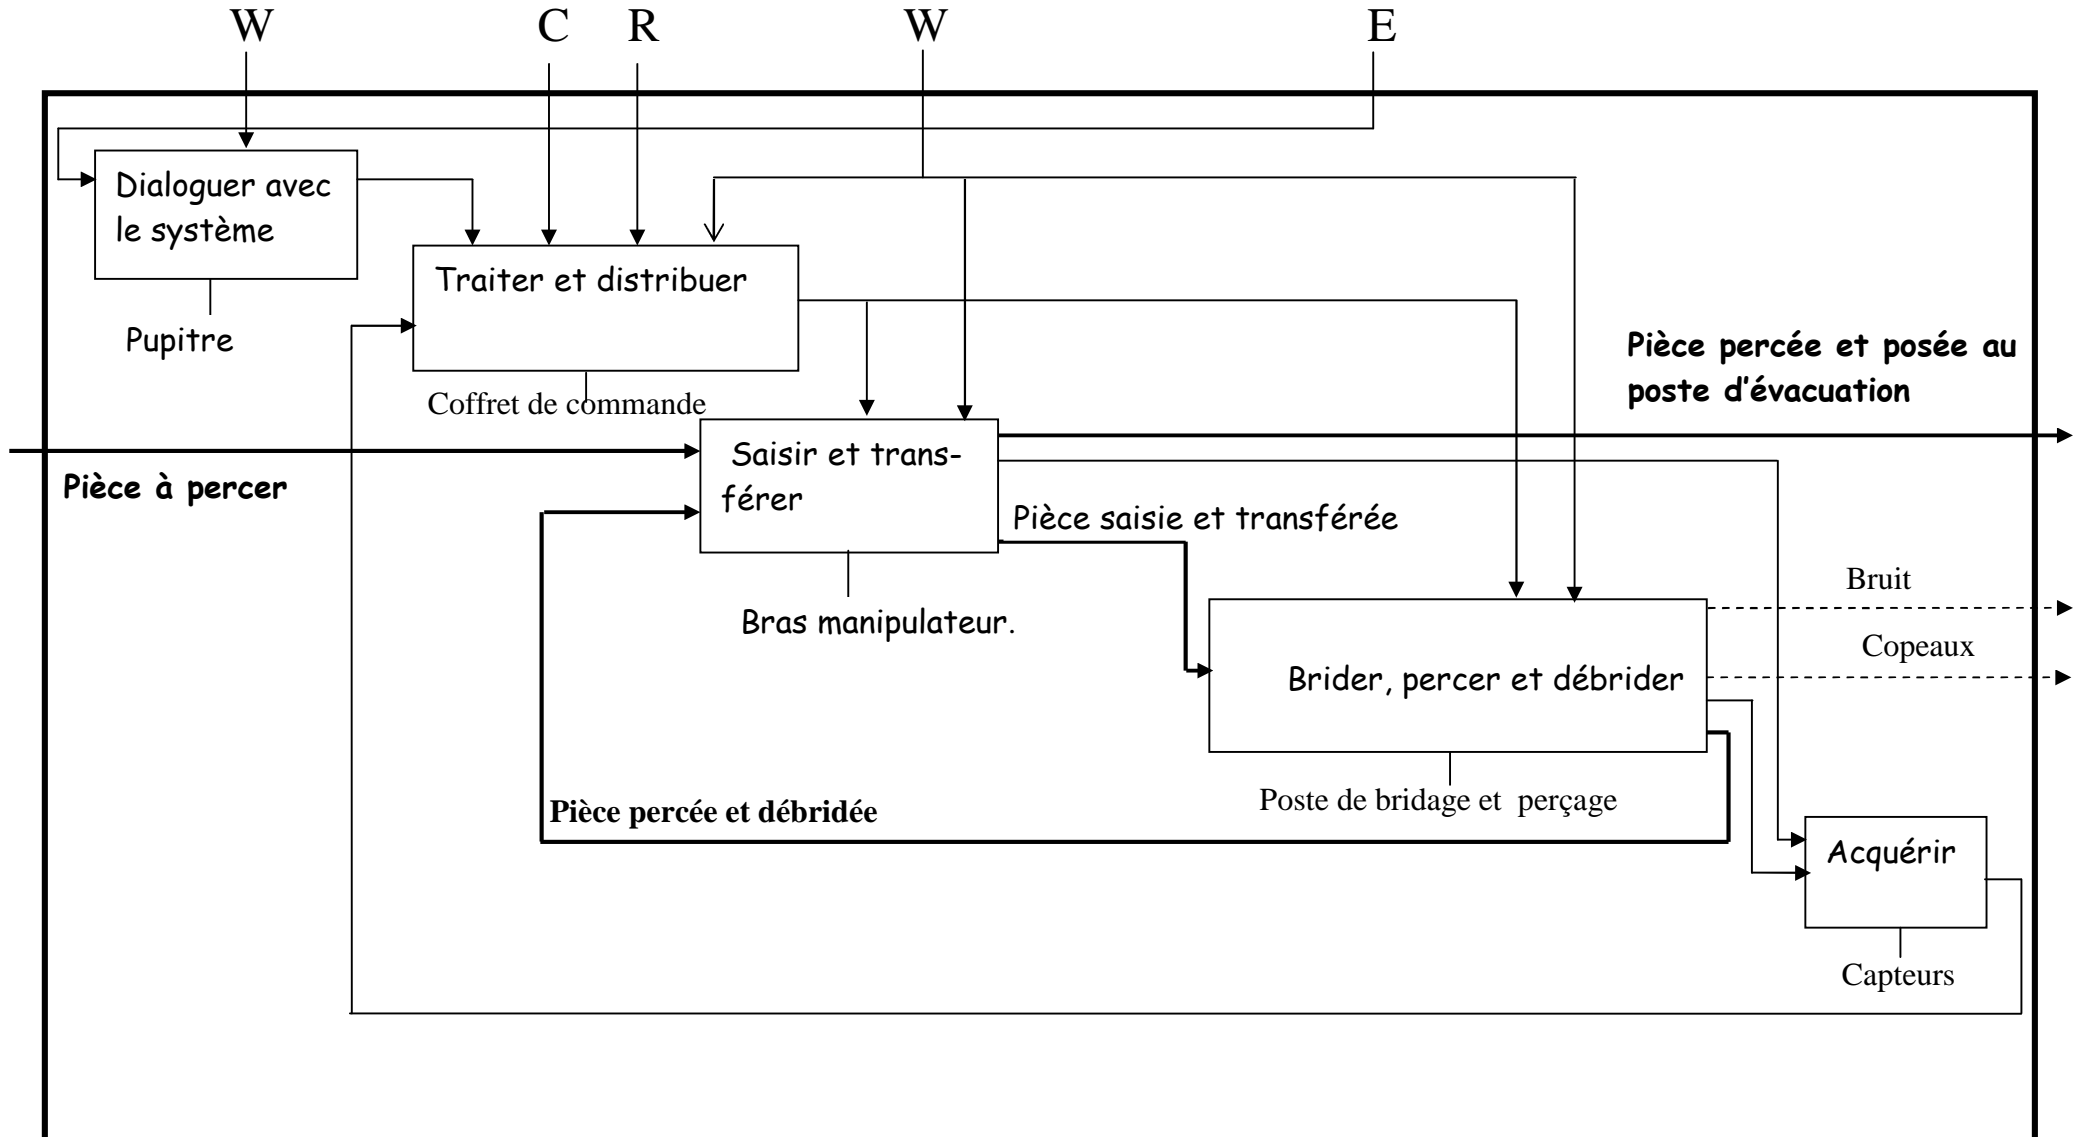 W C R W E
Dialoguer avec
le système
Traiter et distribuer
Pupitre
Pièce percée et posée au
poste d’évacuation
Coffret de commande
Saisir et trans-
férer
Pièce à percer
Pièce saisie et transférée
Bruit
Bras manipulateur.
Copeaux
Brider, percer et débrider
Poste de bridage et perçage
Pièce percée et débridée
Acquérir
Capteurs